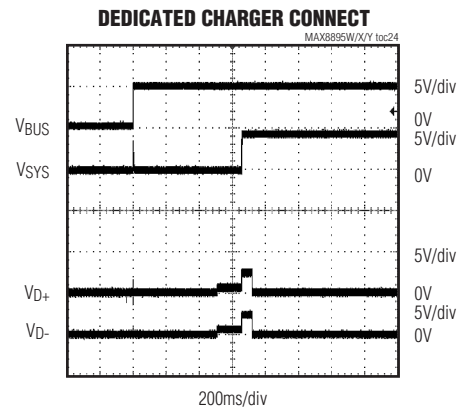 DEDICATED CHARGER CONNECT
MAX8895W/X/Y toc24
5V/div
VBUS
0V
5V/div
VSYS
0V
5V/div
VD+
0V
5V/div
VD-
0V
200ms/div